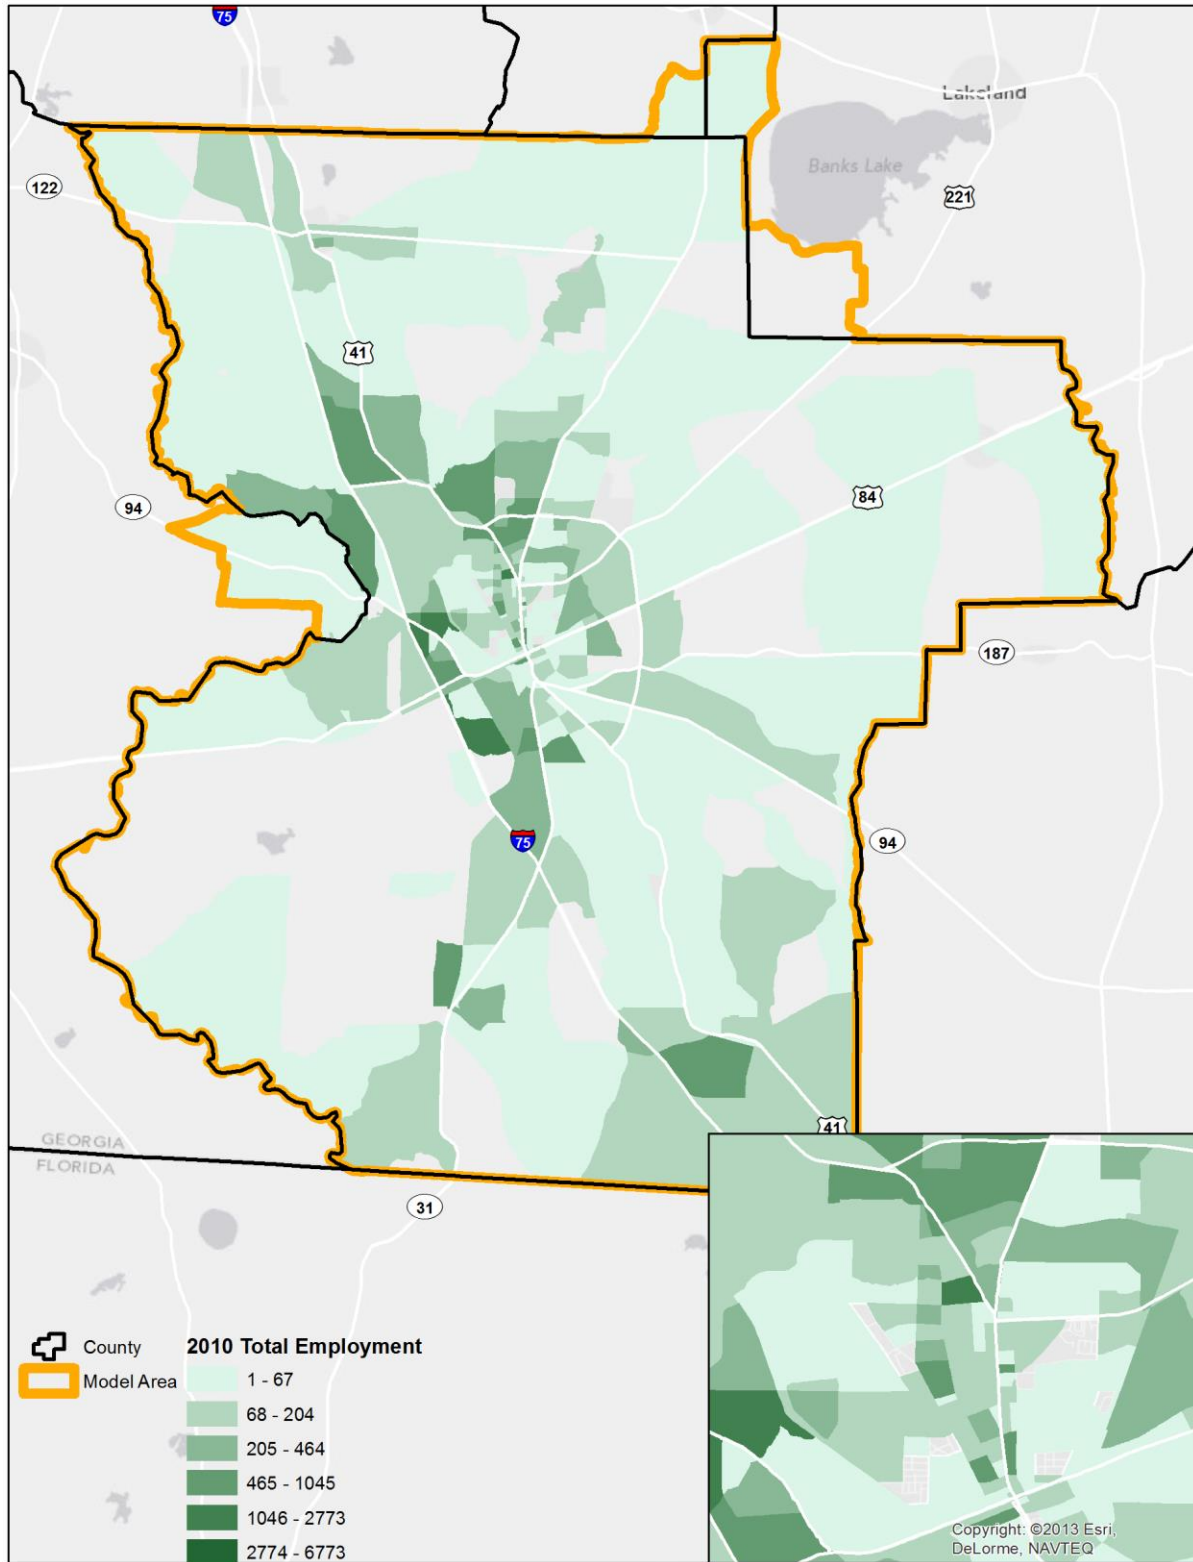 75
Lakeland
Banks Lake
122
221
41
94
84
187
75
94
41
GEORGIA
FLORIDA
31
County
Model Area
2010 Total Employment
1 - 67
68 - 204
205 - 464
465 - 1045
1046 - 2773
2774 - 6773
Copyright: ©2013 Esri,
DeLorme, NAVTEQ